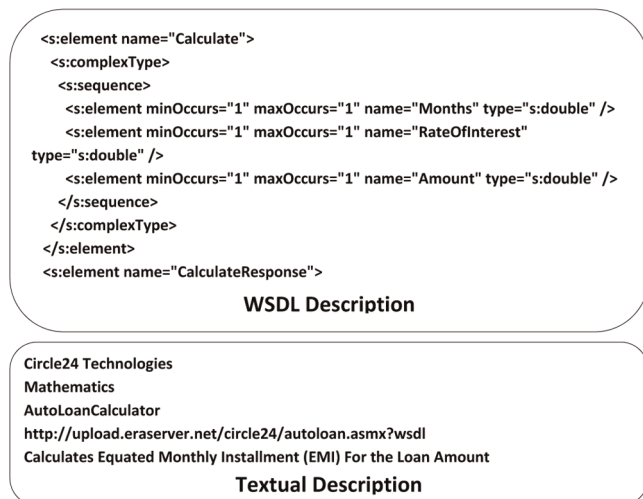 <s:element name="Calculate">
<s:complexType>
<s:sequence>
<s:element minOccurs="1" maxOccurs="1" name="Months" type="s:double" />
<s:element minOccurs="1" maxOccurs="1" name="RateOfInterest"
type="s:double" />
<s:element minOccurs="1" maxOccurs="1" name="Amount" type="s:double" />
</s:sequence>
</s:complexType>
</s:element>
<s:element name="CalculateResponse">
WSDL Description
Circle24 Technologies
Mathematics
AutoLoanCalculator
http://upload.eraserver.net/circle24/autoloan.asmx?wsdl
Calculates Equated Monthly Installment (EMI) For the Loan Amount
Textual Description